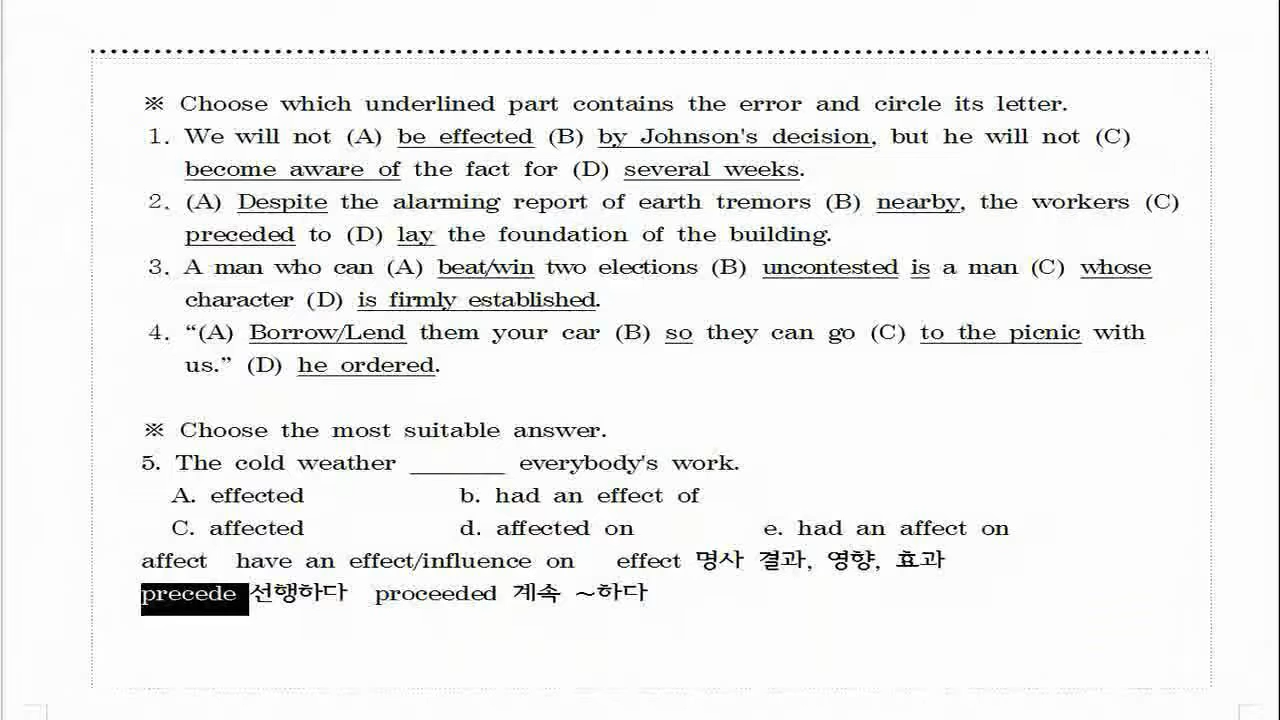 ※ Choose which underlined part contains the error and circle its letter.
1. We will not (A) be effected (B) by Johnson's decision, but he will not (C)
become aware of the fact for (D) several weeks.
2. (A) Despite the alarming report of earth tremors (B) nearby, the workers (C)
preceded to (D) lay the foundation of the building.
3. A man who can (A) beat/win two elections (B) uncontested is a man (C) whose
character (D) is firmly established.
4. “(A) Borrow/Lend them your car (B) so they can go (C) to the picnic with
us.” (D) he ordered.
※ Choose the most suitable answer.
5. The cold weather _______ everybody's work.
A. effected b. had an effect of
C. affected d. affected on e. had an affect on
affect have an effect/influence on effect 명사 결과, 영향, 효과
precede 선행하다 proceeded 계속 ~하다